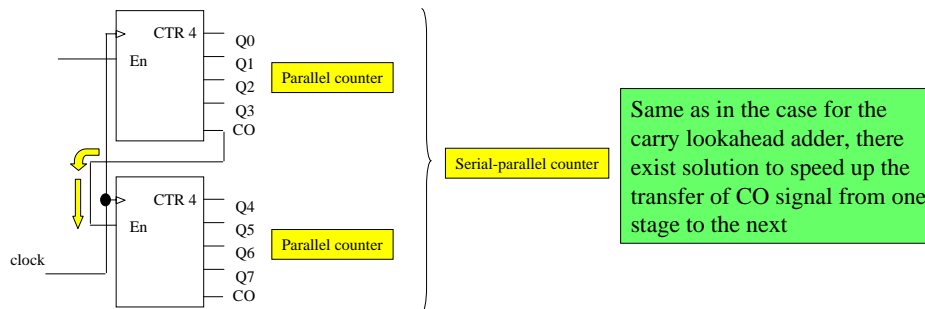 CTR 4
Q0
En
Q1
Q2
Q3
CO
Parallel counter
CTR 4
Q4
En
Q5
Q6
Q7
CO
Parallel counter
clock
Serial-parallel counter
Same as in the case for the
carry lookahead adder, there
exist solution to speed up the
transfer of CO signal from one
stage to the next